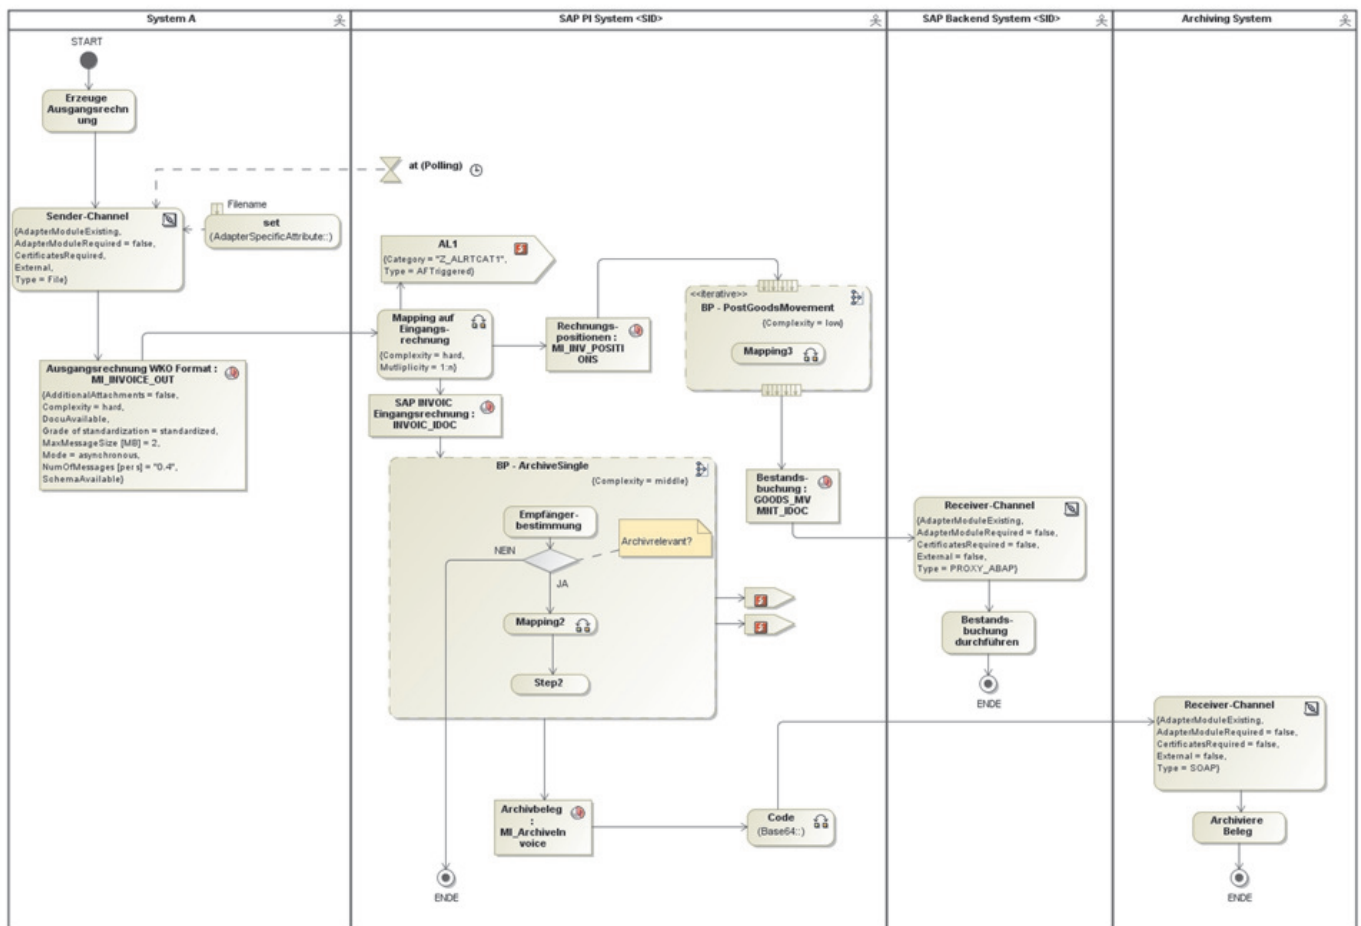 System A
SAP PI System <SID>
SAP Backend System <SID>
Archiving System
START
Erzeuge
Ausgangsrechn
ung
at (Polling)
Sender-Channel
{AdapterModuleExisting,
AdapterModuleRequired = false,
CertificatesRequired,
External,
Type = File}
Filename
set
(AdapterSpecificAttribute::)
AL1
{Category = "Z_ALRTCAT1",
Type = AFTriggered}
Mapping auf
Eingangs-
rechnung
{Complexity = hard,
Mutliplicity = 1:n}
Rechnungs-
positionen :
MI_INV_POSITI
ONS
<<iterative>>
BP - PostGoodsMovement
{Complexity = low}
Mapping3
Ausgangsrechnung WKO Format :
MI_INVOICE_OUT
{AdditionalAttachments = false,
Complexity = hard,
DocuAvailable,
Grade of standardization = standardized,
MaxMessageSize [MB] = 2,
Mode = asynchronous,
NumOfMessages [per s] = "0.4",
SchemaAvailable}
SAP INVOIC
Eingangsrechnung :
INVOIC_IDOC
BP - ArchiveSingle
{Complexity = middle}
Empfänger-
bestimmung
Archivrelevant?
NEIN
JA
Mapping2
Step2
Bestands-
buchung :
GOODS_MV
MNT_IDOC
Receiver-Channel
{AdapterModuleExisting,
AdapterModuleRequired = false,
CertificatesRequired = false,
External = false,
Type = PROXY_ABAP}
Bestands-
buchung
durchführen
ENDE
Receiver-Channel
{AdapterModuleExisting,
AdapterModuleRequired = false,
CertificatesRequired = false,
External = false,
Type = SOAP}
Archivbeleg
:
MI_ArchiveIn
voice
Code
(Base64::)
Archiviere
Beleg
ENDE
ENDE